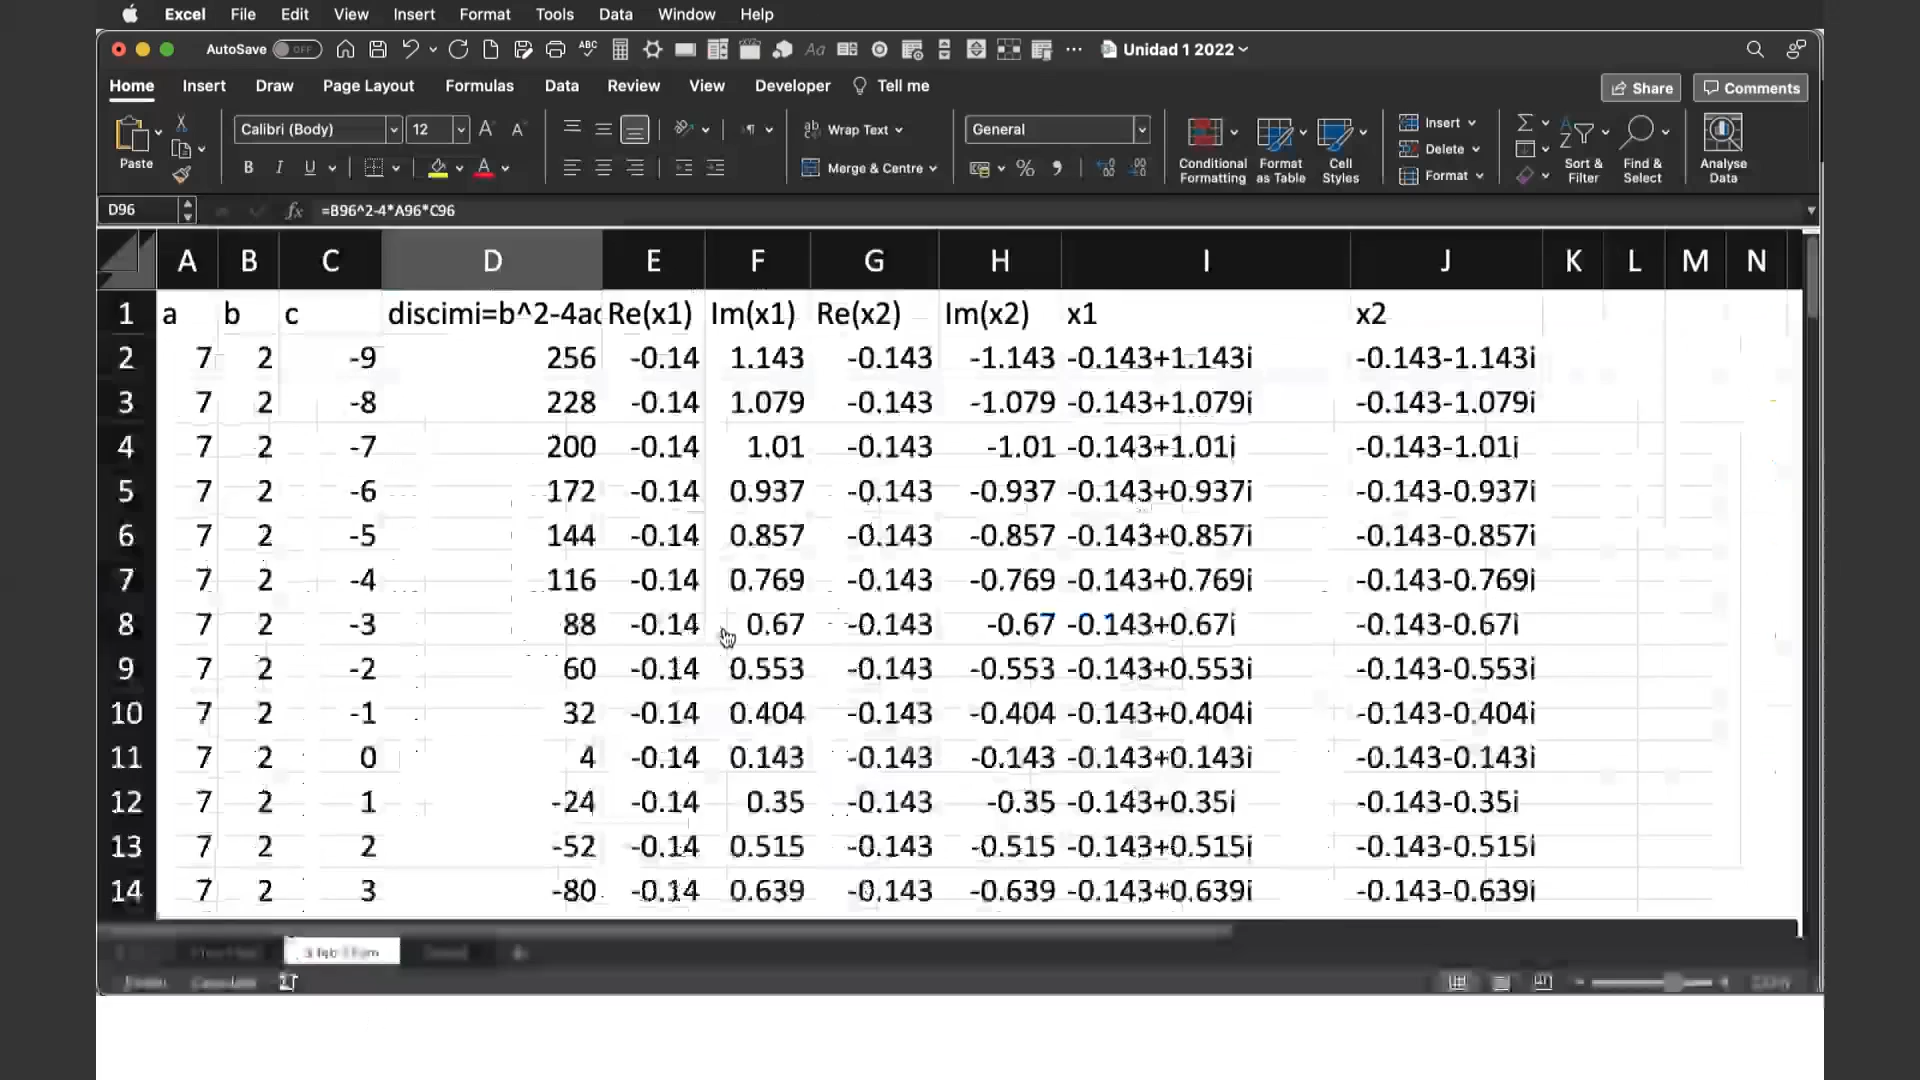 Excel File Edit View Insert Format Tools Data Window Help
AutoSave OFF ABC Aa ... Unidad 1 2022
Home Insert Draw Page Layout Formulas Data Review View Developer Tell me Share Comments
Paste Calibri (Body) 12 A A ab Wrap Text General Insert
B I U A Merge & Centre % Conditional Formatting Format as Table Cell Styles Delete Format Sort & Filter Find & Select Analyse Data
D96 fx =B96^2-4*A96*C96
A B C D E F G H I J K L M N
1 a b c discimi=b^2-4ac Re(x1) Im(x1) Re(x2) Im(x2) x1 x2
2 7 2 -9 256 -0.14 1.143 -0.143 -1.143 -0.143+1.143i -0.143-1.143i
3 7 2 -8 228 -0.14 1.079 -0.143 -1.079 -0.143+1.079i -0.143-1.079i
4 7 2 -7 200 -0.14 1.01 -0.143 -1.01 -0.143+1.01i -0.143-1.01i
5 7 2 -6 172 -0.14 0.937 -0.143 -0.937 -0.143+0.937i -0.143-0.937i
6 7 2 -5 144 -0.14 0.857 -0.143 -0.857 -0.143+0.857i -0.143-0.857i
7 7 2 -4 116 -0.14 0.769 -0.143 -0.769 -0.143+0.769i -0.143-0.769i
8 7 2 -3 88 -0.14 0.67 -0.143 -0.67 -0.143+0.67i -0.143-0.67i
9 7 2 -2 60 -0.14 0.553 -0.143 -0.553 -0.143+0.553i -0.143-0.553i
10 7 2 -1 32 -0.14 0.404 -0.143 -0.404 -0.143+0.404i -0.143-0.404i
11 7 2 0 4 -0.14 0.143 -0.143 -0.143 -0.143+0.143i -0.143-0.143i
12 7 2 1 -24 -0.14 0.35 -0.143 -0.35 -0.143+0.35i -0.143-0.35i
13 7 2 2 -52 -0.14 0.515 -0.143 -0.515 -0.143+0.515i -0.143-0.515i
14 7 2 3 -80 -0.14 0.639 -0.143 -0.639 -0.143+0.639i -0.143-0.639i